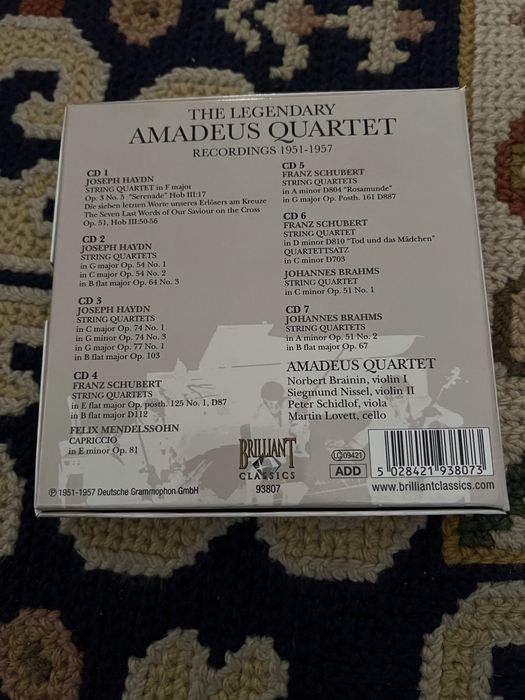 THE LEGENDARY
AMADEUS QUARTET
RECORDINGS 1951-1957
CD 1
JOSEPH HAYDN
STRING QUARTET in F major
Op. 3 No. 5 "Serenade" Hob III:17
Die sieben letzten Worte unseres Erlösers am Kreuze
The Seven Last Words of Our Saviour on the Cross
Op. 51, Hob III:50-56
CD 2
JOSEPH HAYDN
STRING QUARTETS
in G major Op. 54 No. 1
in C major Op. 54 No. 2
in B flat major Op. 64 No. 3
CD 3
JOSEPH HAYDN
STRING QUARTETS
in C major Op. 74 No. 1
in G minor Op. 74 No. 3
in G major Op. 77 No. 1
in B flat major Op. 103
CD 4
FRANZ SCHUBERT
STRING QUARTETS
in E flat major Op. posth. 125 No. 1, D87
in B flat major D112
FELIX MENDELSSOHN
CAPRICCIO
in E minor Op. 81
CD 5
FRANZ SCHUBERT
STRING QUARTETS
in A minor D804 "Rosamunde"
in G major Op. Posth. 161 D887
CD 6
FRANZ SCHUBERT
STRING QUARTET
in D minor D810 "Tod und das Mädchen"
QUARTETTSATZ
in C minor D703
JOHANNES BRAHMS
STRING QUARTET
in C minor Op. 51 No. 1
CD 7
JOHANNES BRAHMS
STRING QUARTETS
in A minor Op. 51 No. 2
in B flat major Op. 67
AMADEUS QUARTET
Norbert Brainin, violin I
Siegmund Nissel, violin II
Peter Schidlof, viola
Martin Lovett, cello
BRILLIANT
CLASSICS
93807
LC 09421
ADD
5 028421 938073
www.brilliantclassics.com
℗ 1951-1957 Deutsche Grammophon GmbH